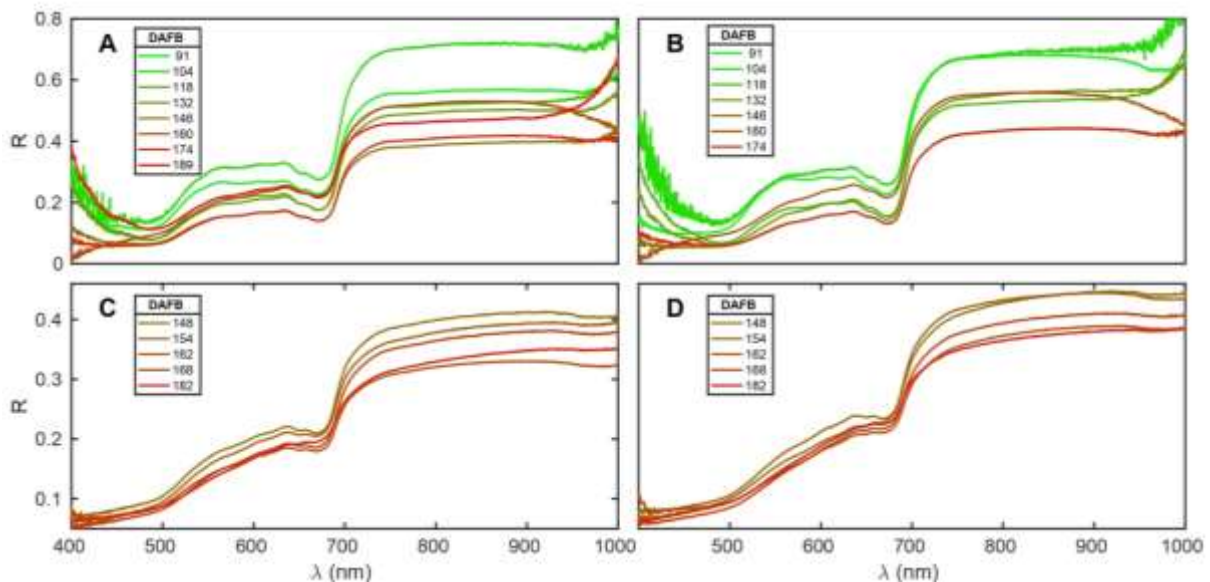 0.8
0.6
0.4
0.2
0
R
A
DAFB
91
104
118
132
146
160
174
189
B
DAFB
91
104
118
132
146
160
174
0.4
0.3
0.2
0.1
R
C
DAFB
148
154
162
168
182
400 500 600 700 800 900 1000
λ (nm)
D
DAFB
148
154
162
168
182
500 600 700 800 900 1000
λ (nm)